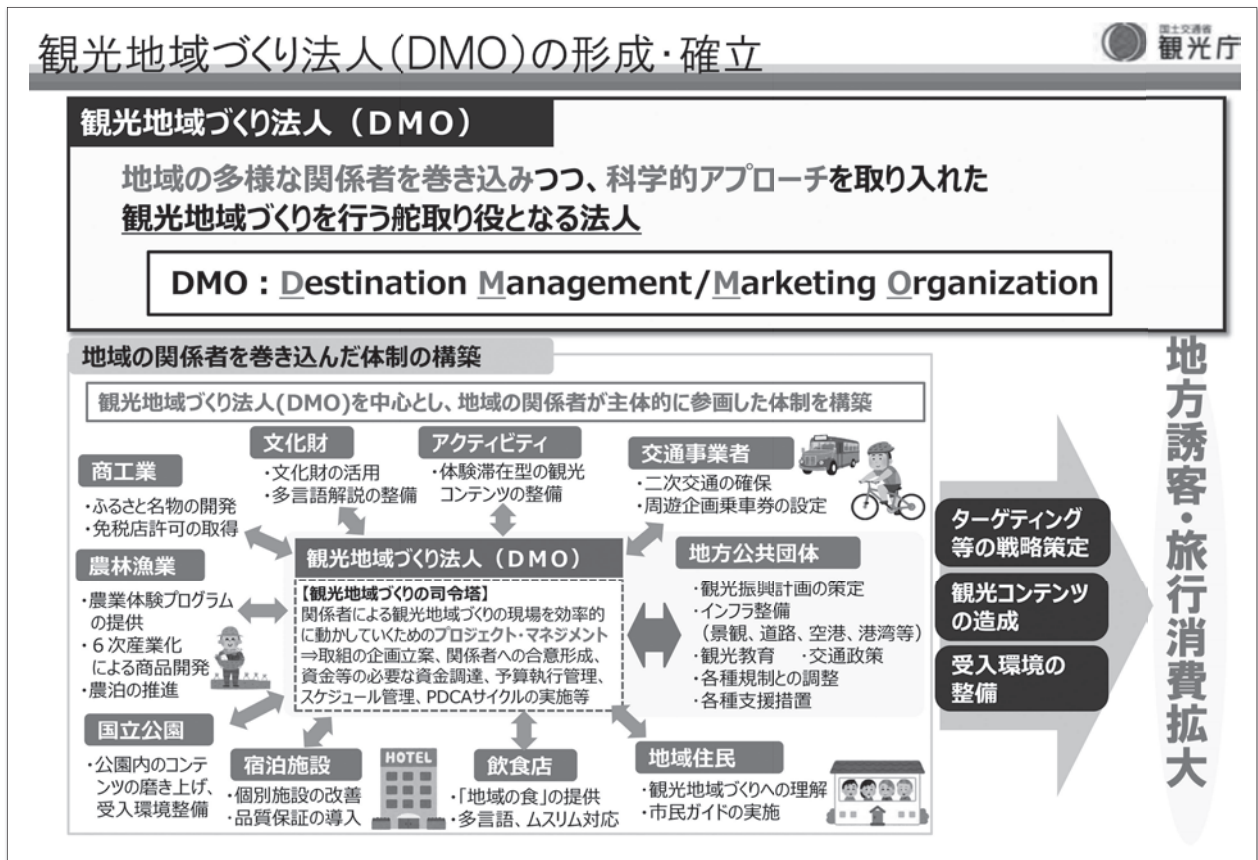 観光地域づくり法人(DMO)の形成・確立
国土交通省
観光庁
観光地域づくり法人（DMO）
地域の多様な関係者を巻き込みつつ、科学的アプローチを取り入れた
観光地域づくりを行う舵取り役となる法人
DMO：Destination Management/Marketing Organization
地域の関係者を巻き込んだ体制の構築
観光地域づくり法人(DMO)を中心とし、地域の関係者が主体的に参画した体制を構築
商工業
・ふるさと名物の開発
・免税店許可の取得
文化財
・文化財の活用
・多言語解説の整備
アクティビティ
・体験滞在型の観光
コンテンツの整備
交通事業者
・二次交通の確保
・周遊企画乗車券の設定
農林漁業
・農業体験プログラム
の提供
・６次産業化
による商品開発
・農泊の推進
観光地域づくり法人（DMO）
【観光地域づくりの司令塔】
関係者による観光地域づくりの現場を効率的
に動かしていくためのプロジェクト・マネジメント
⇒取組の企画立案、関係者への合意形成、
資金等の必要な資金調達、予算執行管理、
スケジュール管理、PDCAサイクルの実施等
地方公共団体
・観光振興計画の策定
・インフラ整備
（景観、道路、空港、港湾等）
・観光教育　・交通政策
・各種規制との調整
・各種支援措置
国立公園
・公園内のコンテ
ンツの磨き上げ、
受入環境整備
宿泊施設
・個別施設の改善
・品質保証の導入
HOTEL
飲食店
・「地域の食」の提供
・多言語、ムスリム対応
地域住民
・観光地域づくりへの理解
・市民ガイドの実施
ターゲティング
等の戦略策定
観光コンテンツ
の造成
受入環境の
整備
地方誘客・旅行消費拡大